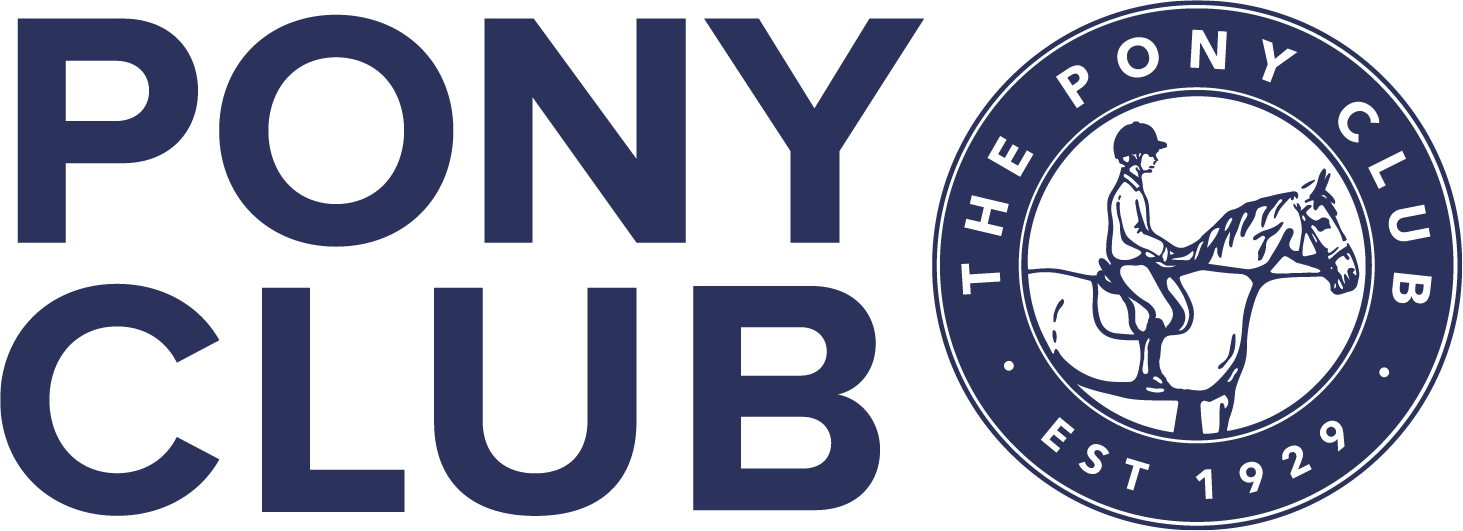 PONY
CLUB
THE PONY CLUB
EST 1929